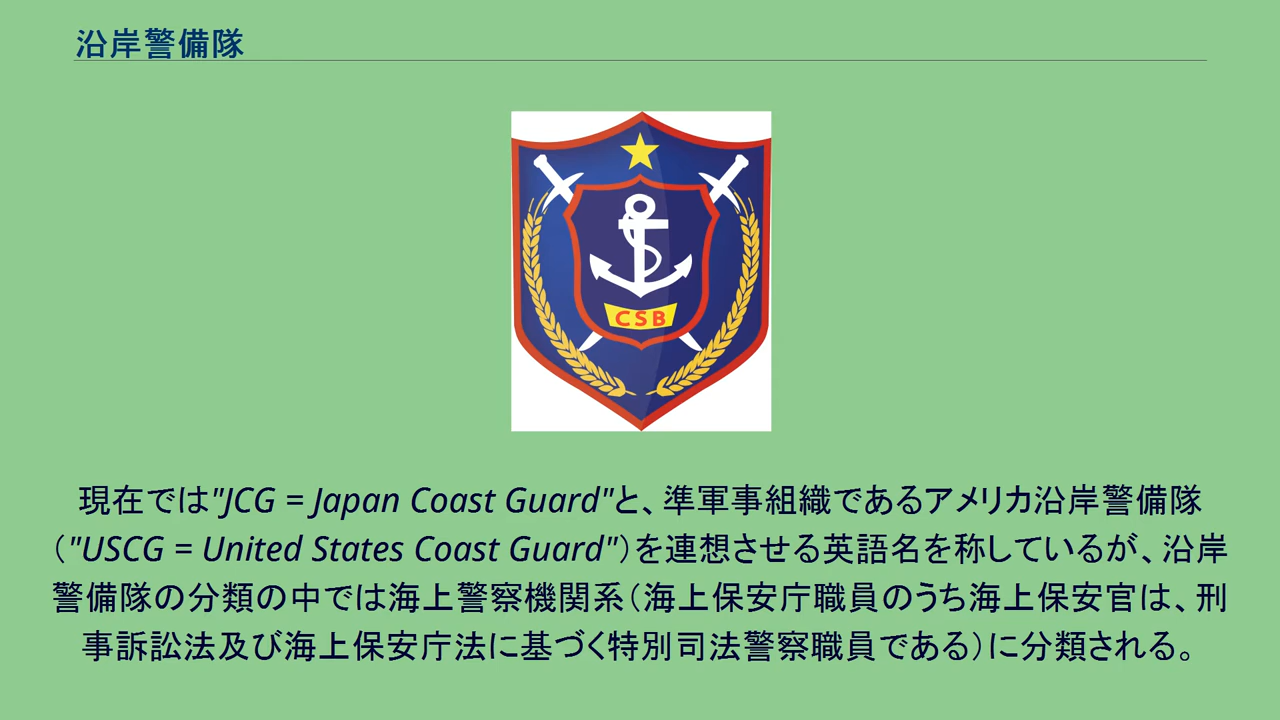 沿岸警備隊
CSB
現在では"JCG = Japan Coast Guard"と、準軍事組織であるアメリカ沿岸警備隊
（"USCG = United States Coast Guard"）を連想させる英語名を称しているが、沿岸
警備隊の分類の中では海上警察機関系（海上保安庁職員のうち海上保安官は、刑
事訴訟法及び海上保安庁法に基づく特別司法警察職員である）に分類される。